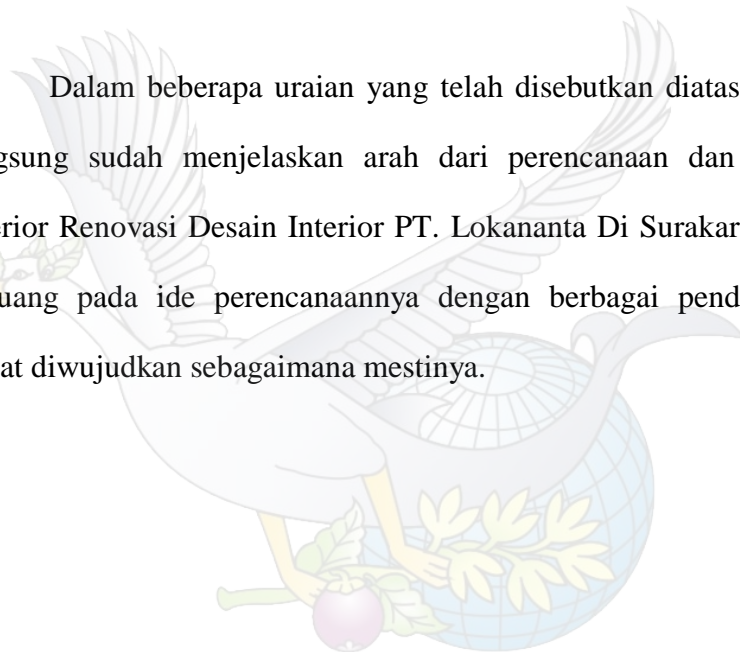 Dalam beberapa uraian yang telah disebutkan diatas
gsung sudah menjelaskan arah dari perencanaan dan
erior Renovasi Desain Interior PT. Lokananta Di Surakar
uang pada ide perencanaannya dengan berbagai pend
at diwujudkan sebagaimana mestinya.